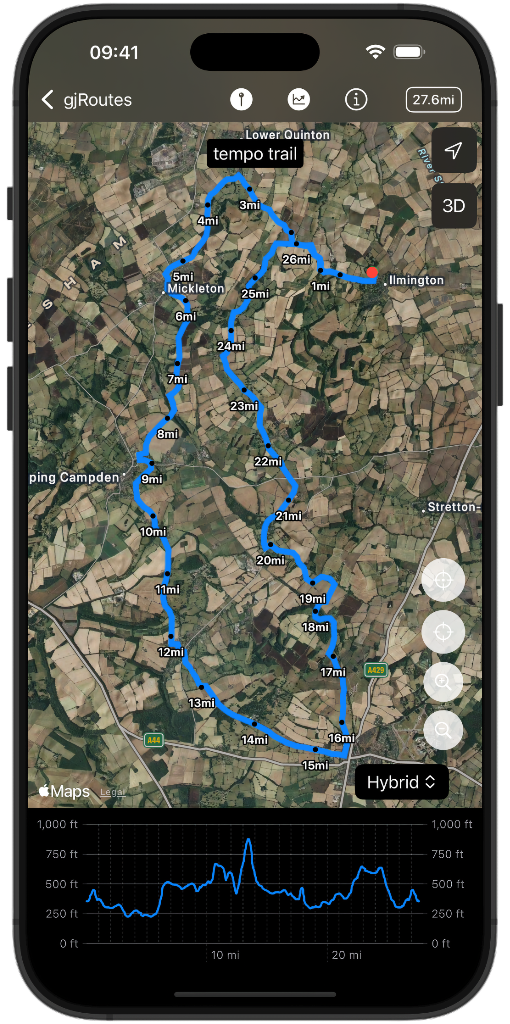 09:41
gjRoutes
27.6mi
Lower Quinton
tempo trail
River S
3D
3mi
4mi
S H A M
26mi
5mi
1mi
Ilmington
Mickleton
25mi
6mi
24mi
7mi
23mi
8mi
22mi
ping Campden
9mi
Stretton-
21mi
10mi
20mi
11mi
19mi
18mi
12mi
17mi
A429
13mi
A44
14mi
16mi
15mi
Hybrid
Maps Legal
1,000 ft 1,000 ft
750 ft 750 ft
500 ft 500 ft
250 ft 250 ft
0 ft 0 ft
10 mi 20 mi